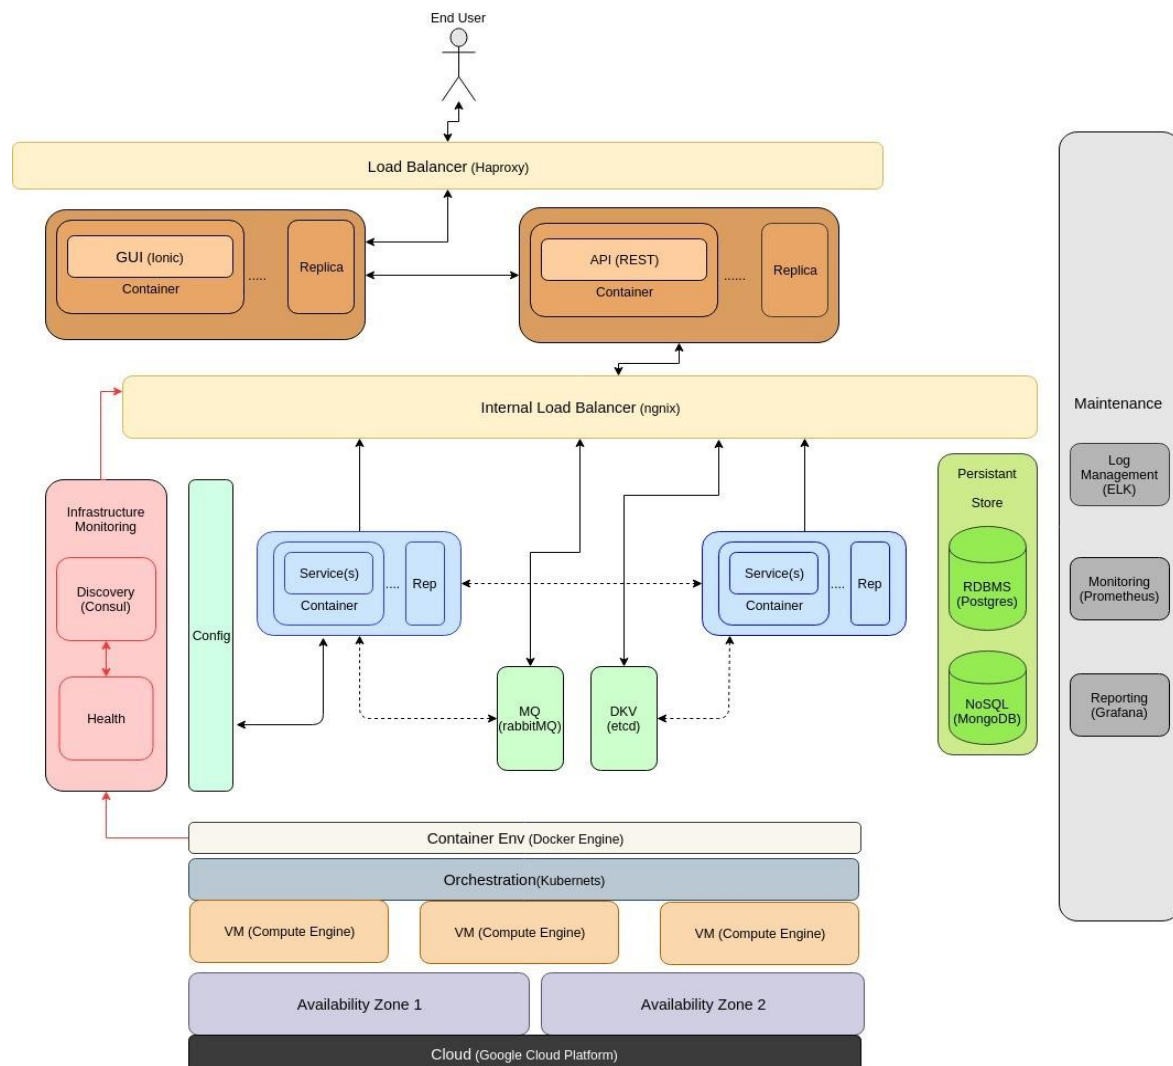 End User
Load Balancer (Haproxy)
GUI (Ionic)
Container
.....
Replica
API (REST)
Container
......
Replica
Internal Load Balancer (ngnix)
Maintenance
Log
Management
(ELK)
Monitoring
(Prometheus)
Reporting
(Grafana)
Infrastructure
Monitoring
Discovery
(Consul)
Health
Config
Service(s)
Container
....
Rep
Service(s)
Container
....
Rep
MQ
(rabbitMQ)
DKV
(etcd)
Persistant
Store
RDBMS
(Postgres)
NoSQL
(MongoDB)
Container Env (Docker Engine)
Orchestration(Kubernets)
VM (Compute Engine)
VM (Compute Engine)
VM (Compute Engine)
Availability Zone 1
Availability Zone 2
Cloud (Google Cloud Platform)